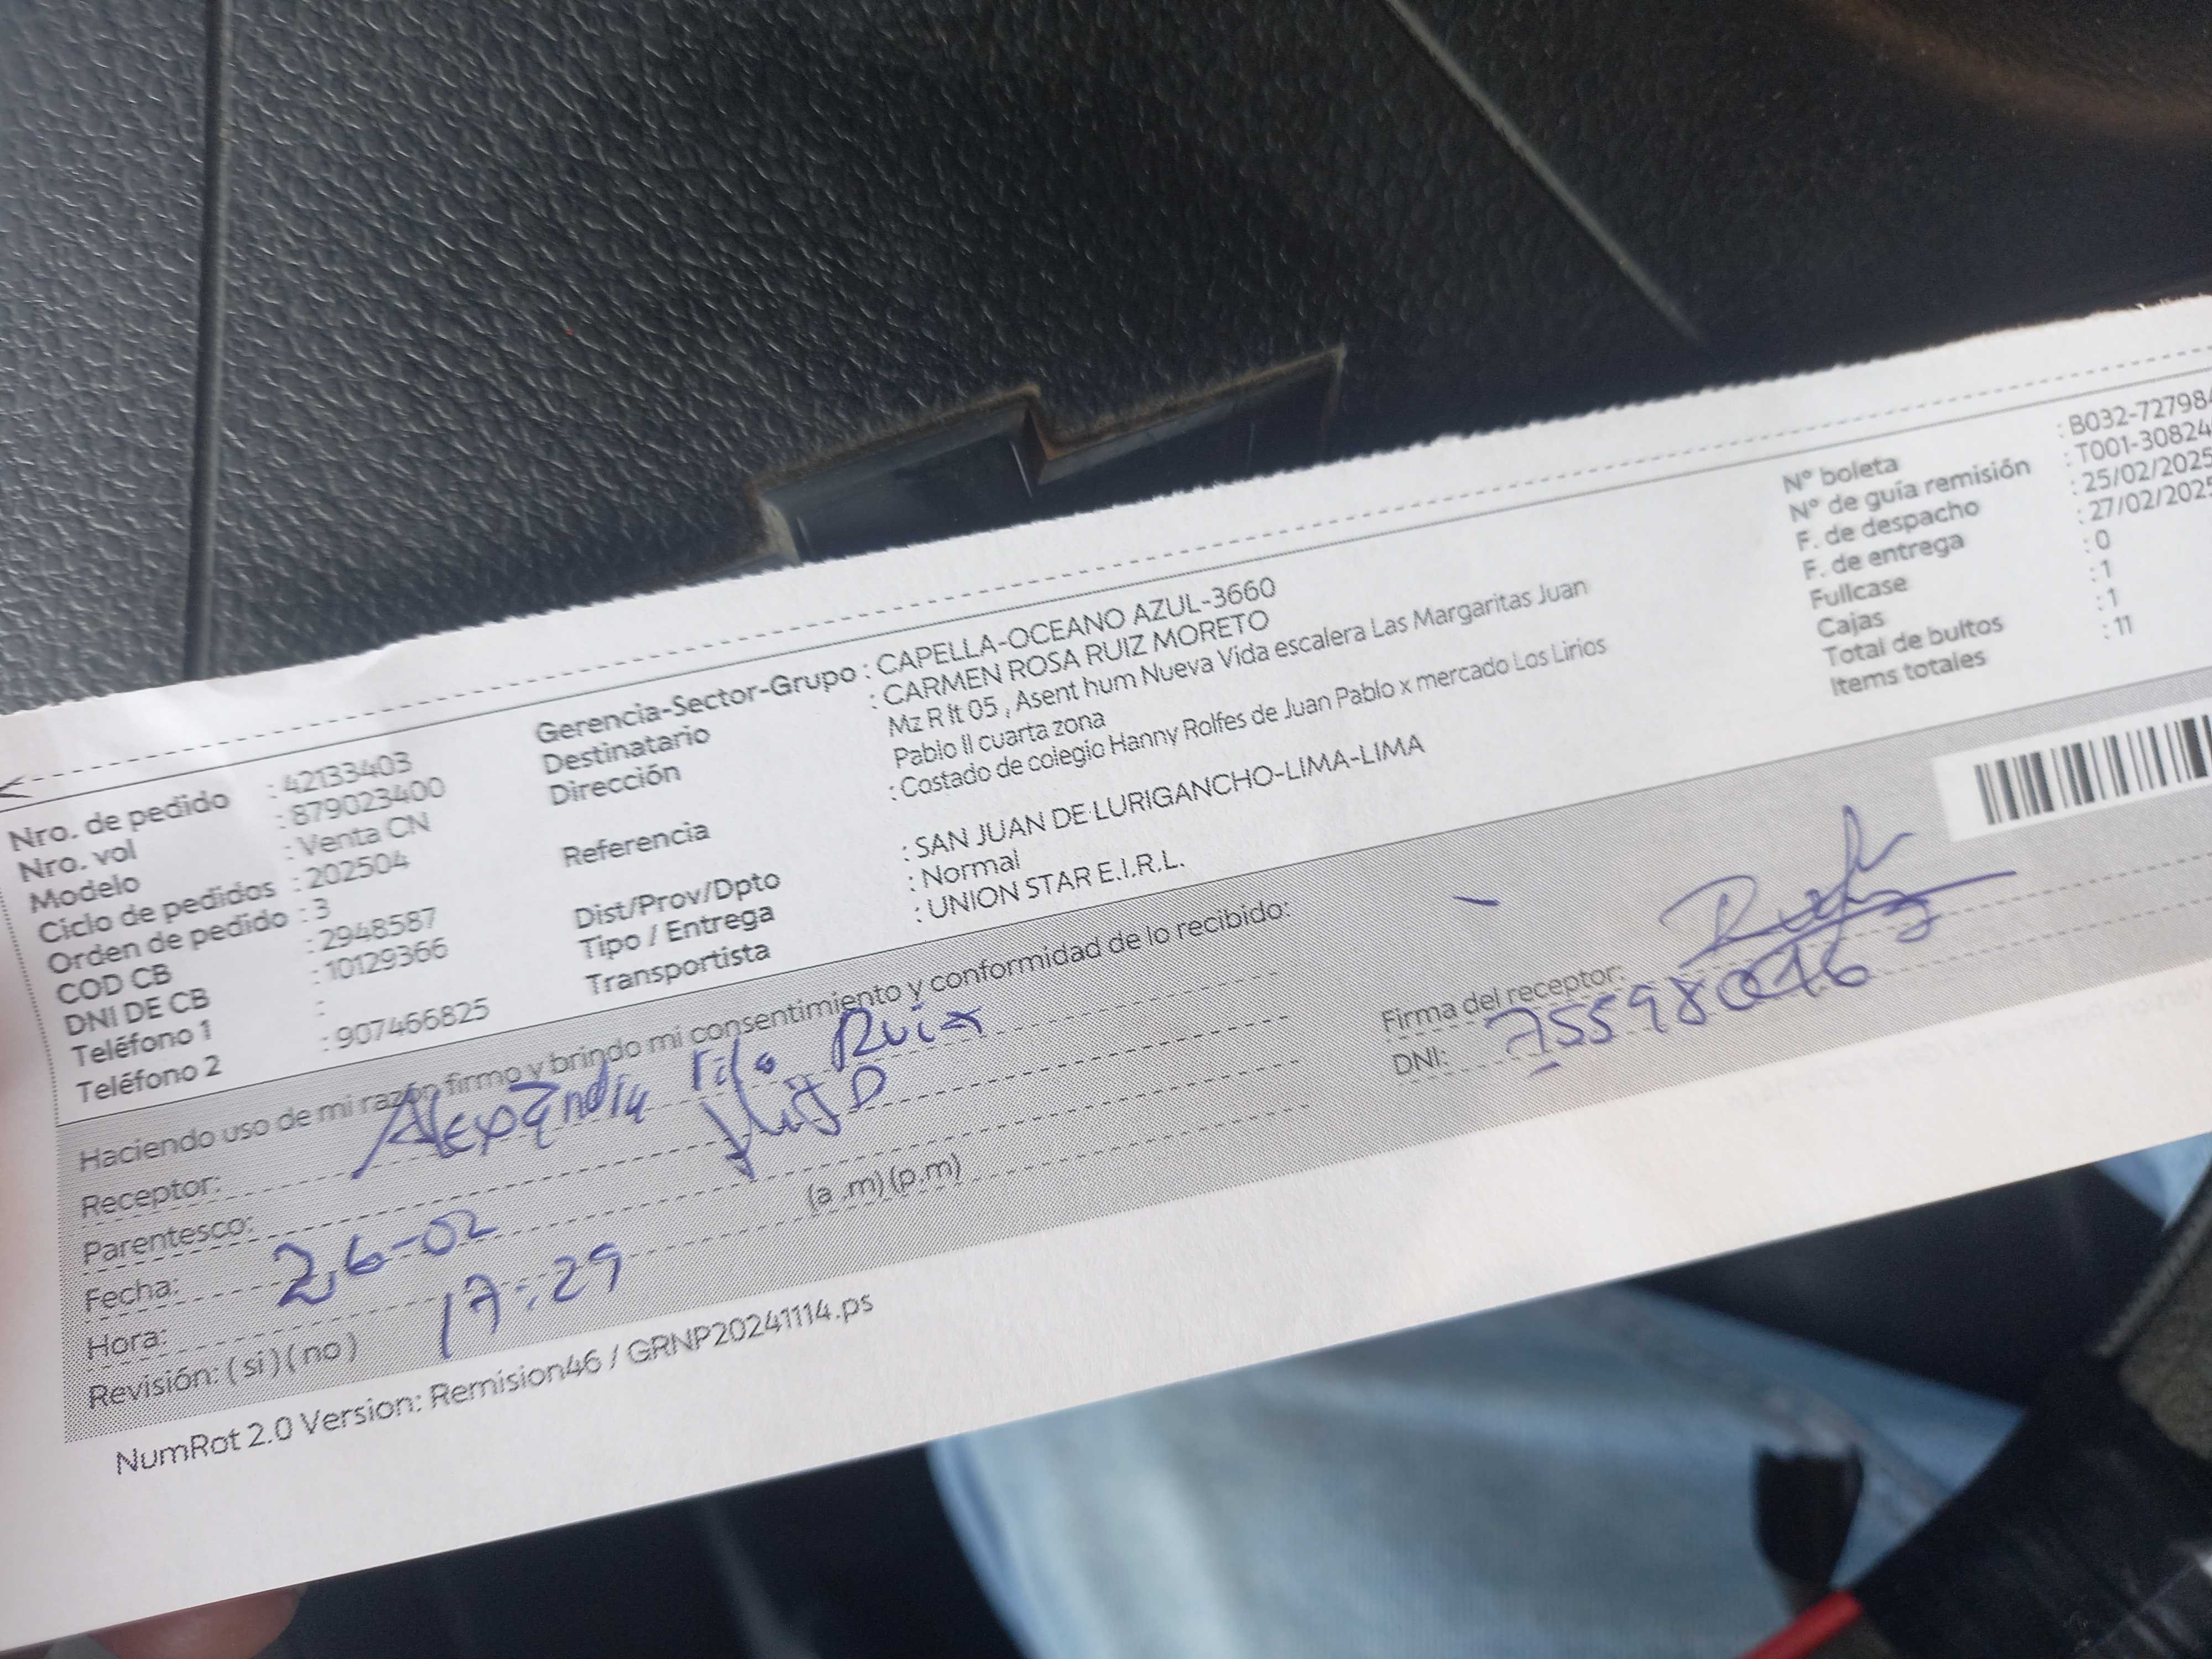 Nro. de pedido : 42133403
Nro. vol : 879023400
Modelo : Venta CN
Ciclo de pedidos : 202504
Orden de pedido : 3
COD CB : 2948587
DNI DE CB : 10129366
Teléfono 1 :
Teléfono 2 : 907466825
Gerencia-Sector-Grupo : CAPELLA-OCEANO AZUL-3660
Destinatario : CARMEN ROSA RUIZ MORETO
Dirección Mz R lt 05 , Asent hum Nueva Vida escalera Las Margaritas Juan
Pablo II cuarta zona
Referencia : Costado de colegio Hanny Rolfes de Juan Pablo x mercado Los Lirios
Dist/Prov/Dpto : SAN JUAN DE LURIGANCHO-LIMA-LIMA
Tipo / Entrega : Normal
Transportista : UNION STAR E.I.R.L.
N° boleta : B032-72798
N° de guía remisión : T001-30824
F. de despacho : 25/02/2025
F. de entrega : 27/02/2025
Fullcase : 0
Cajas : 1
Total de bultos : 1
Items totales : 11
Haciendo uso de mi razón firmo y brindo mi consentimiento y conformidad de lo recibido:
Receptor: Alexandra Ruiz
Parentesco:
Fecha: 26-02
Hora: 17:29 (a .m) (p.m)
Revisión: ( si ) ( no )
Firma del receptor:
DNI: 75598046
NumRot 2.0 Version: Remision46 / GRNP20241114.ps